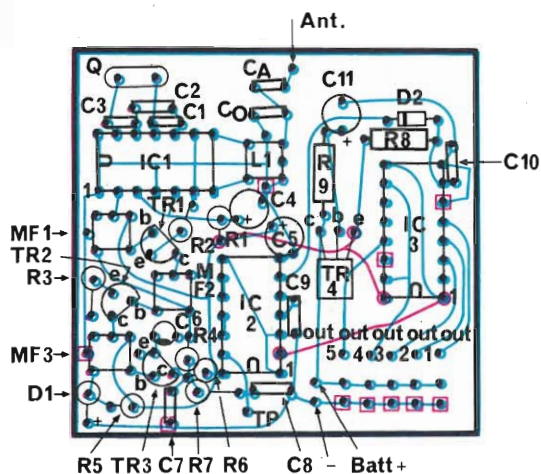 Ant.
Q
CA
C11
C2
C3
C1
CO
D2
R8
C10
IC1
L1
R
9
1
TR1
C4
IC
3
MF1
b
+
R2
R1
C5
c
b
e
TR2
e
c
M
F2
TR
4
R3
e
b
c
IC
2
C9
1
C6
R4
out out out out out
5 4 3 2 1
MF3
e
b
c
1
D1
TP
+
R5 TR3 C7 R7 R6 C8 - Batt +